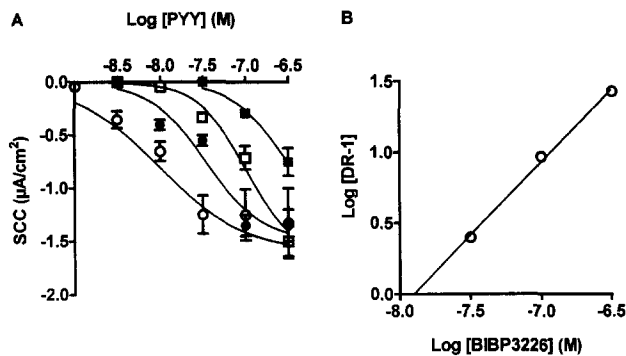 A
Log [PYY] (M)
-8.5 -8.0 -7.5 -7.0 -6.5
0.0
-0.5
-1.0
-1.5
-2.0
SCC (µA/cm²)
B
1.5
1.0
0.5
0.0
Log [DR-1]
-8.0 -7.5 -7.0 -6.5
Log [BIBP3226] (M)